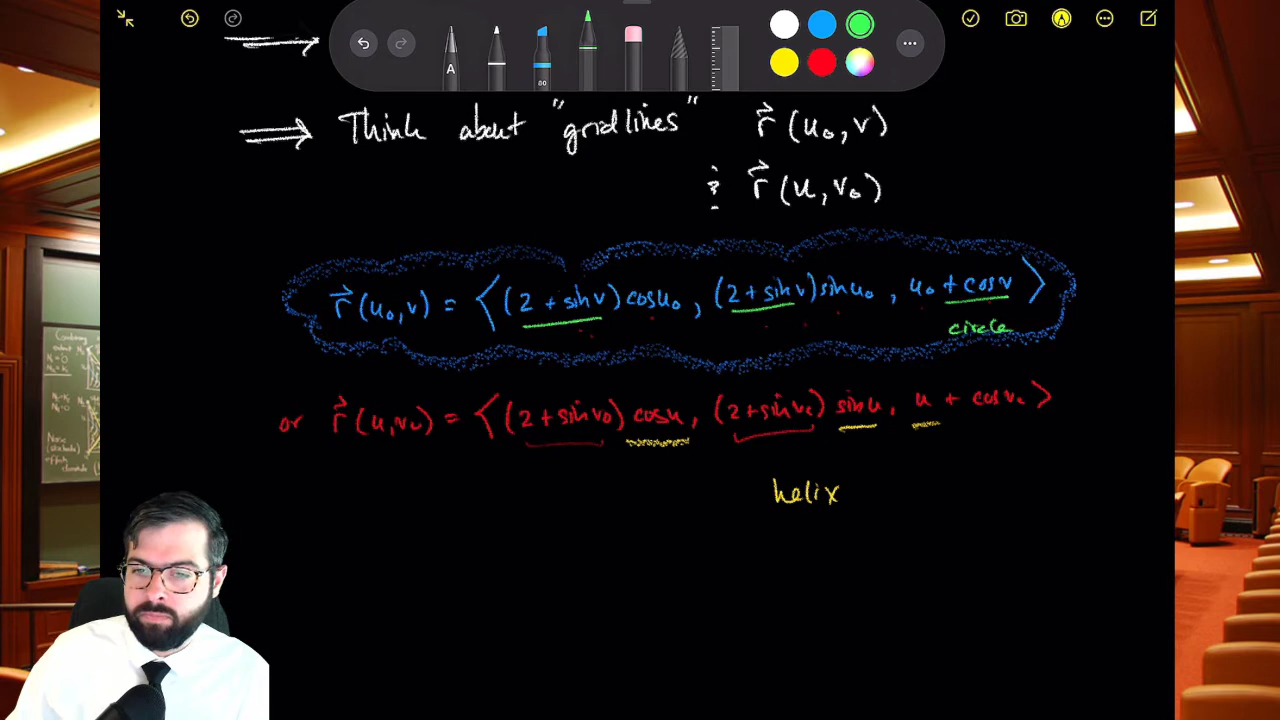 ⟹ Think about "gridlines" r⃗(u₀, v)
& r⃗(u, v₀)
r⃗(u₀,v) = ⟨(2 + sin v) cos u₀, (2 + sin v) sin u₀, u₀ + cos v⟩
circle
or r⃗(u,v₀) = ⟨(2 + sin v₀) cos u, (2 + sin v₀) sin u, u + cos v₀⟩
helix